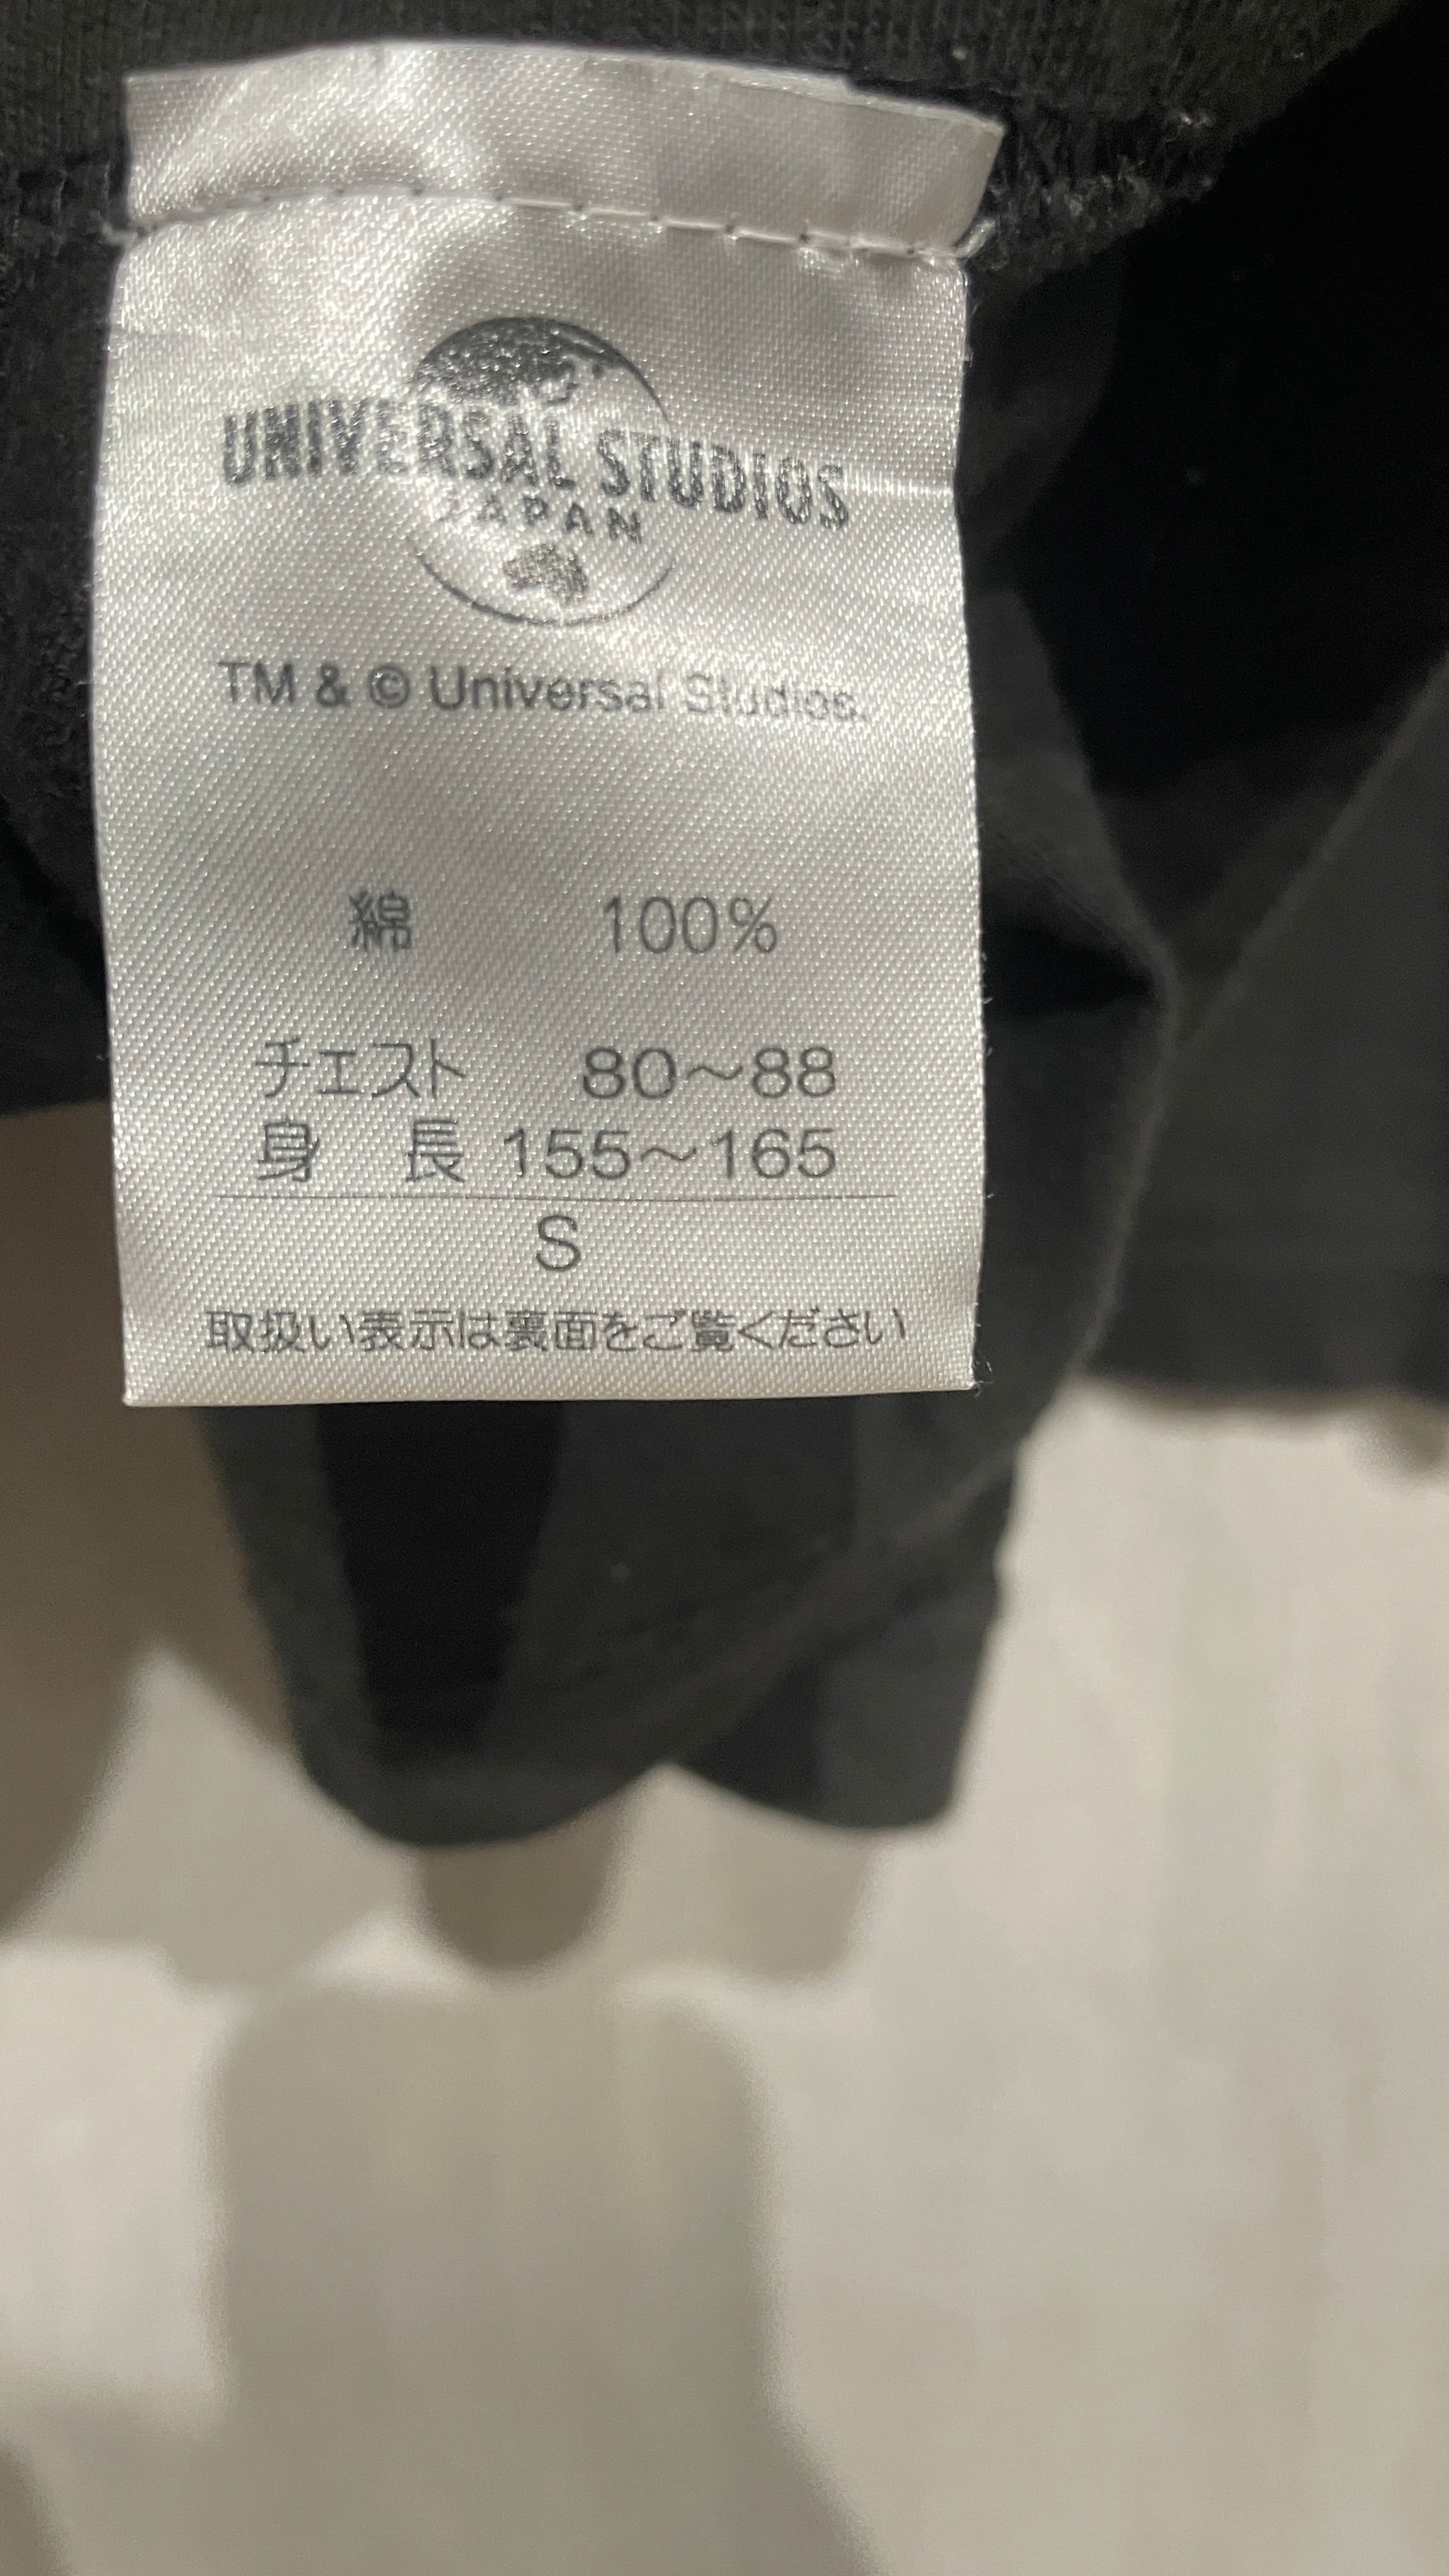 UNIVERSAL STUDIOS
JAPAN
TM & © Universal Studios.
綿 100%
チェスト 80～88
身 長 155～165
S
取扱い表示は裏面をご覧ください